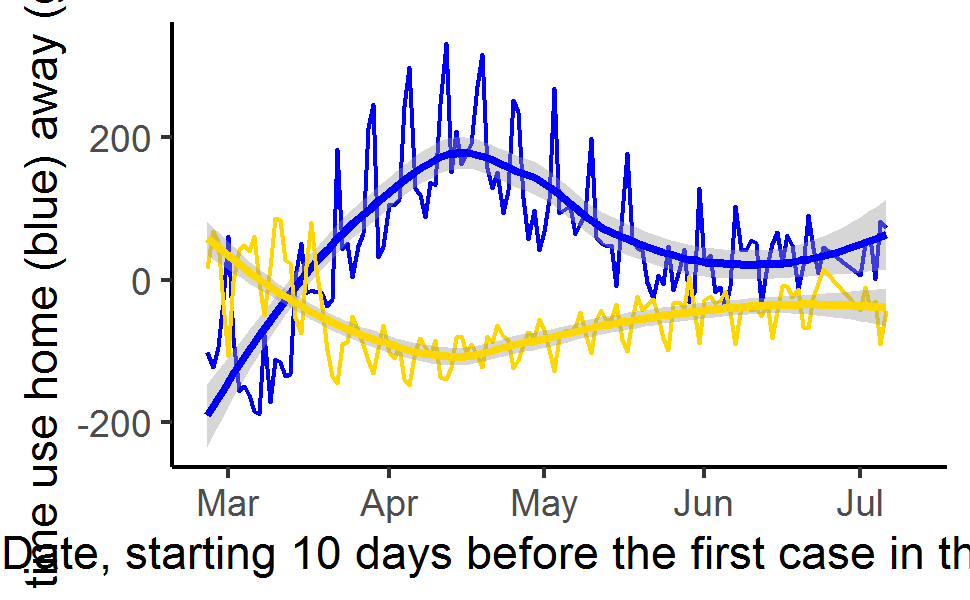 time use home (blue) away (
200
0
-200
Mar Apr May Jun Jul
Date, starting 10 days before the first case in th